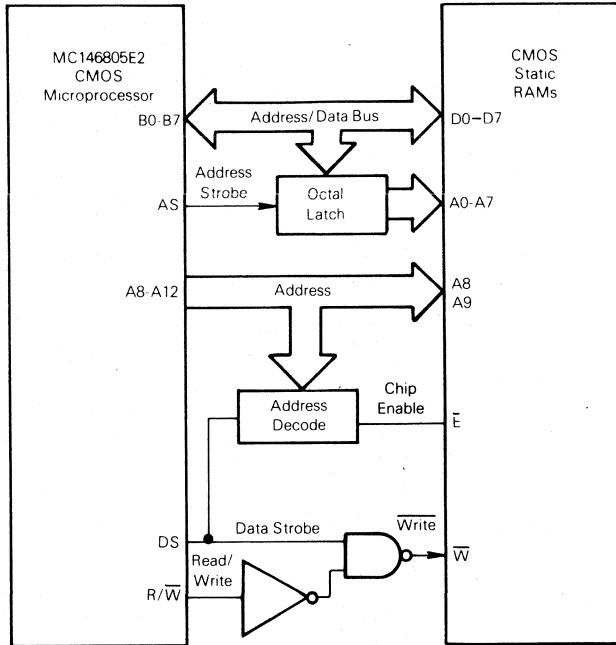 MC146805E2
CMOS
Microprocessor
CMOS
Static
RAMs
B0-B7
Address/Data Bus
D0-D7
Address
Strobe
AS
Octal
Latch
A0-A7
A8-A12
Address
A8
A9
Address
Decode
Chip
Enable
E̅
DS
Data Strobe
W̅r̅i̅t̅e̅
W̅
Read/
Write
R/W̅